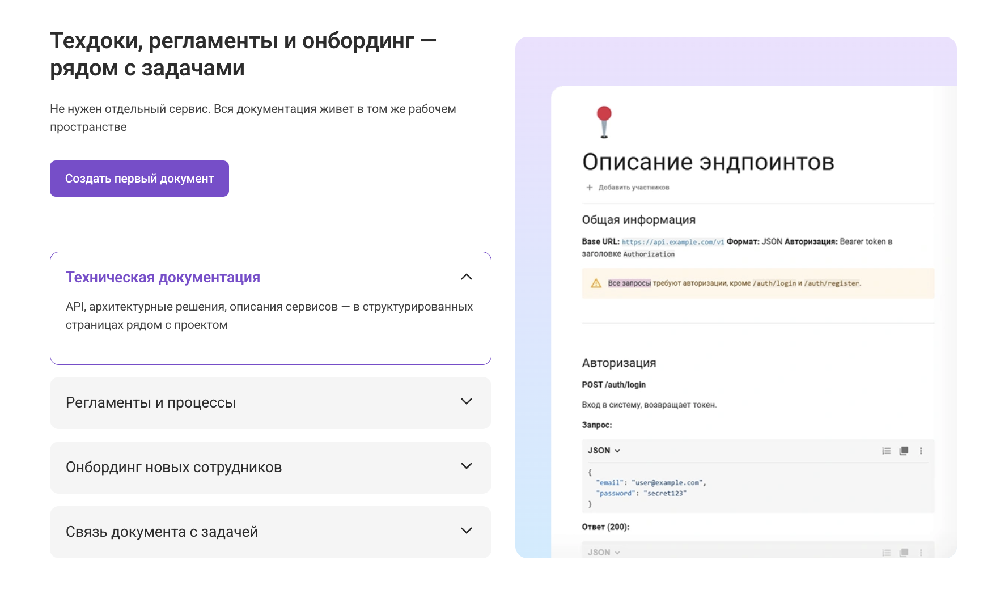 Техдоки, регламенты и онбординг —
рядом с задачами
Не нужен отдельный сервис. Вся документация живет в том же рабочем
пространстве
Создать первый документ
Техническая документация
API, архитектурные решения, описания сервисов — в структурированных
страницах рядом с проектом
Регламенты и процессы
Онбординг новых сотрудников
Связь документа с задачей
Описание эндпоинтов
+ Добавить участников
Общая информация
Base URL: https://api.example.com/v1 Формат: JSON Авторизация: Bearer token в
заголовке Authorization
Все запросы требуют авторизации, кроме /auth/login и /auth/register.
Авторизация
POST /auth/login
Вход в систему, возвращает токен.
Запрос:
JSON
{
"email": "user@example.com",
"password": "secret123"
}
Ответ (200):
JSON